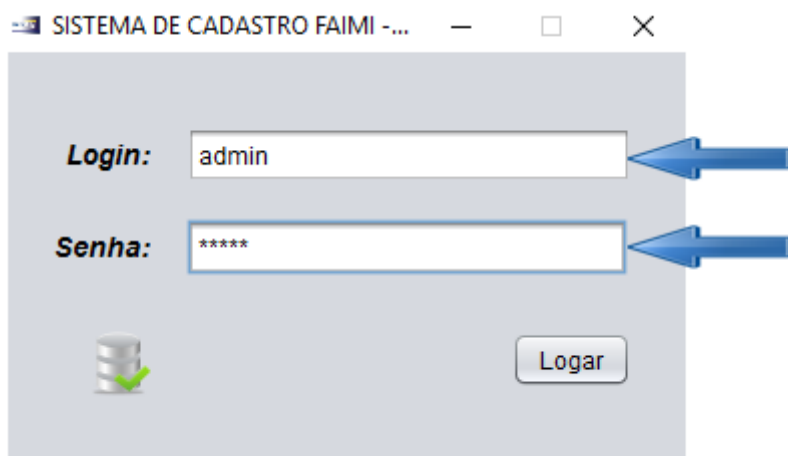 SISTEMA DE CADASTRO FAIMI -...
Login: admin
Senha: *****
Logar